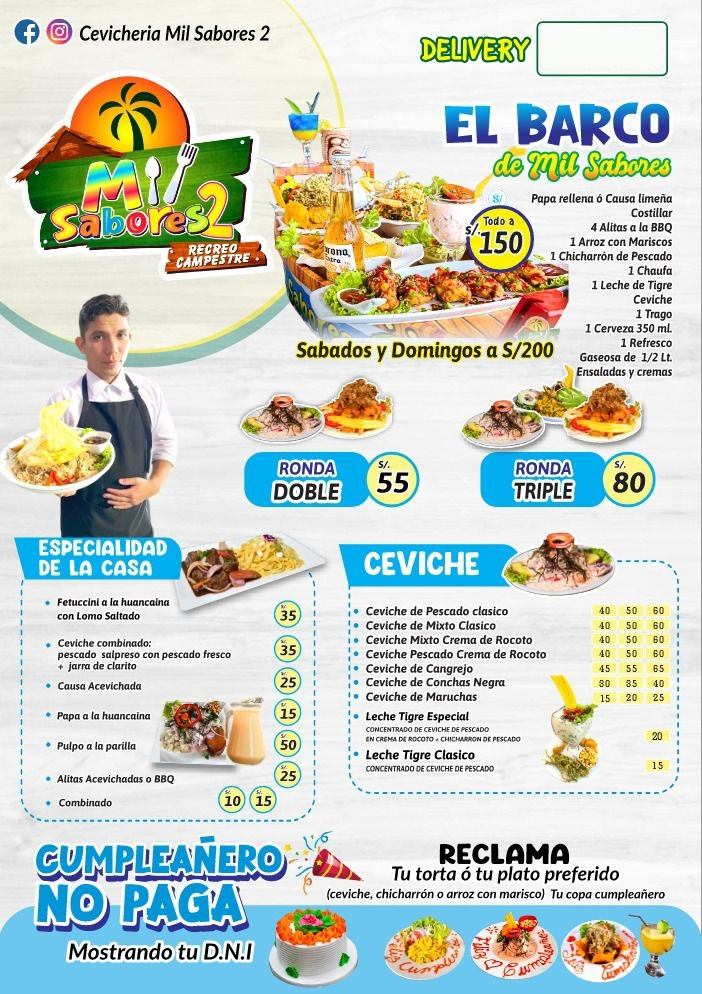 Cevicheria Mil Sabores 2
DELIVERY
Mil
Sabores 2
RECREO
CAMPESTRE
EL BARCO
de Mil Sabores
Papa rellena ó Causa limeña
Costillar
4 Alitas a la BBQ
1 Arroz con Mariscos
1 Chicharrón de Pescado
1 Chaufa
1 Leche de Tigre
Ceviche
1 Trago
1 Cerveza 350 ml.
1 Refresco
Gaseosa de 1/2 Lt.
Ensaladas y cremas
S/
Todo a
S/. 150
Corona
Extra
Sabados y Domingos a S/200
RONDA
DOBLE
S/.
55
RONDA
TRIPLE
S/.
80
ESPECIALIDAD
DE LA CASA
Fetuccini a la huancaina
con Lomo Saltado
S/. 35
Ceviche combinado:
pescado salpreso con pescado fresco
+ jarra de clarito
S/. 35
Causa Acevichada S/. 25
Papa a la huancaina S/. 15
Pulpo a la parilla S/. 50
Alitas Acevichadas o BBQ S/. 25
Combinado S/. 10 S/. 15
CEVICHE
Ceviche de Pescado clasico 40 50 60
Ceviche de Mixto Clasico 40 50 60
Ceviche Mixto Crema de Rocoto 40 50 60
Ceviche Pescado Crema de Rocoto 40 50 60
Ceviche de Cangrejo 45 55 65
Ceviche de Conchas Negra 80 85 40
Ceviche de Maruchas 15 20 25
Leche Tigre Especial
CONCENTRADO DE CEVICHE DE PESCADO
EN CREMA DE ROCOTO + CHICHARRON DE PESCADO 20
Leche Tigre Clasico
CONCENTRADO DE CEVICHE DE PESCADO 15
CUMPLEAÑERO
NO PAGA
Mostrando tu D.N.I
RECLAMA
Tu torta ó tu plato preferido
(ceviche, chicharrón o arroz con marisco) Tu copa cumpleañero